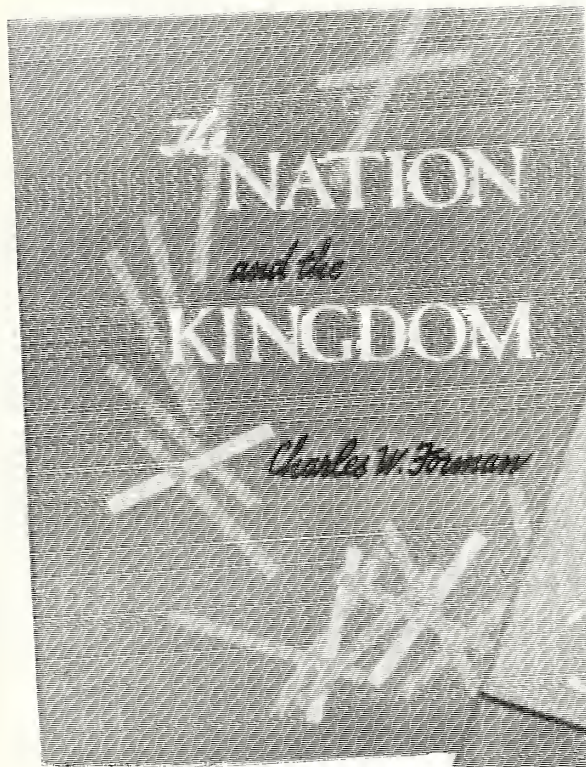 The
NATION
and the
KINGDOM
Charles W. Forman